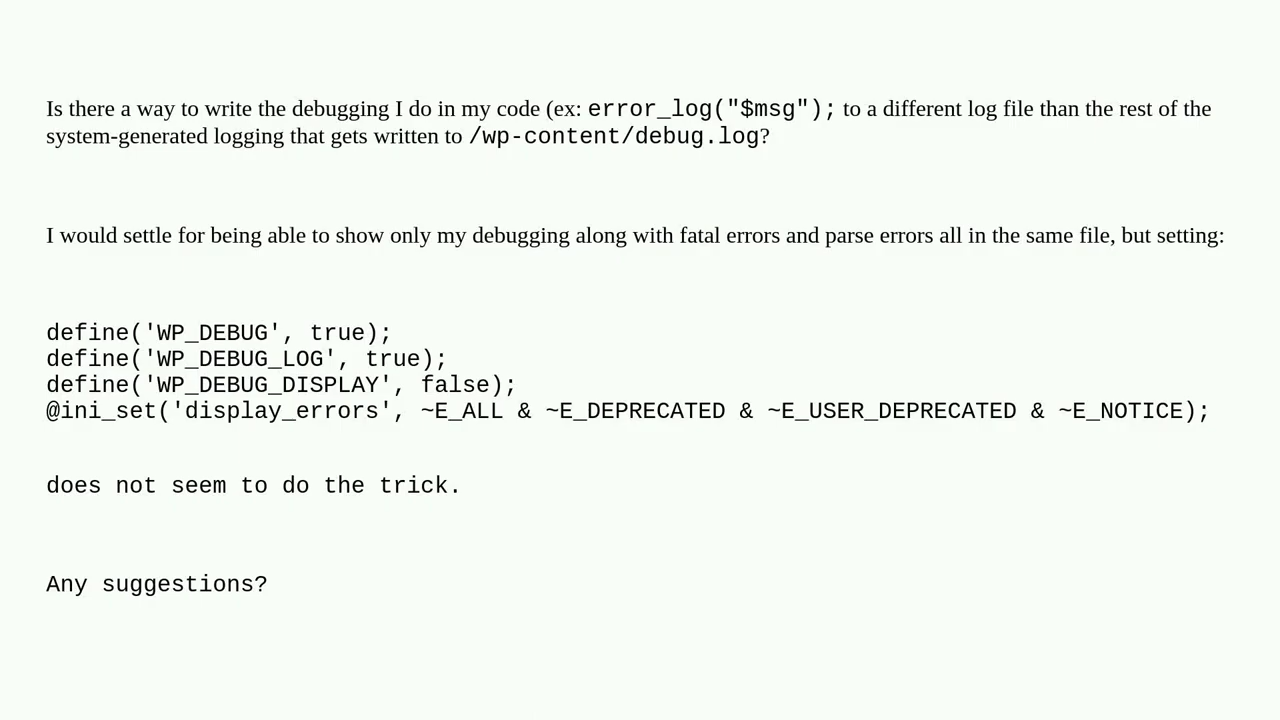 Is there a way to write the debugging I do in my code (ex: error_log("$msg"); to a different log file than the rest of the
system-generated logging that gets written to /wp-content/debug.log?
I would settle for being able to show only my debugging along with fatal errors and parse errors all in the same file, but setting:
define('WP_DEBUG', true);
define('WP_DEBUG_LOG', true);
define('WP_DEBUG_DISPLAY', false);
@ini_set('display_errors', ~E_ALL & ~E_DEPRECATED & ~E_USER_DEPRECATED & ~E_NOTICE);
does not seem to do the trick.
Any suggestions?